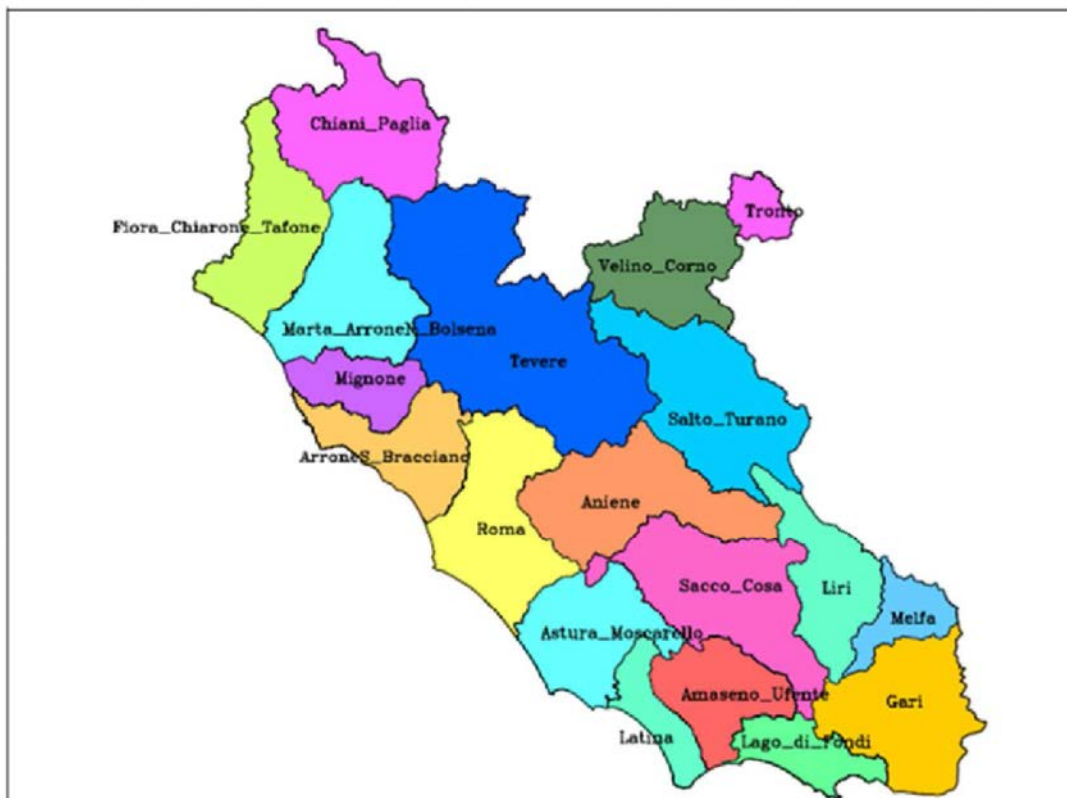 Chiani_Paglia
Tronto
Fiora_Chiarone_Tafone
Velino_Corno
Marta_ArroneN_Bolsena
Tevere
Mignone
Salto_Turano
ArroneS_Bracciano
Aniene
Roma
Sacco_Cosa
Liri
Melfa
Astura_Moscarello
Amaseno_Ufente
Gari
Latina
Lago_di_Fondi